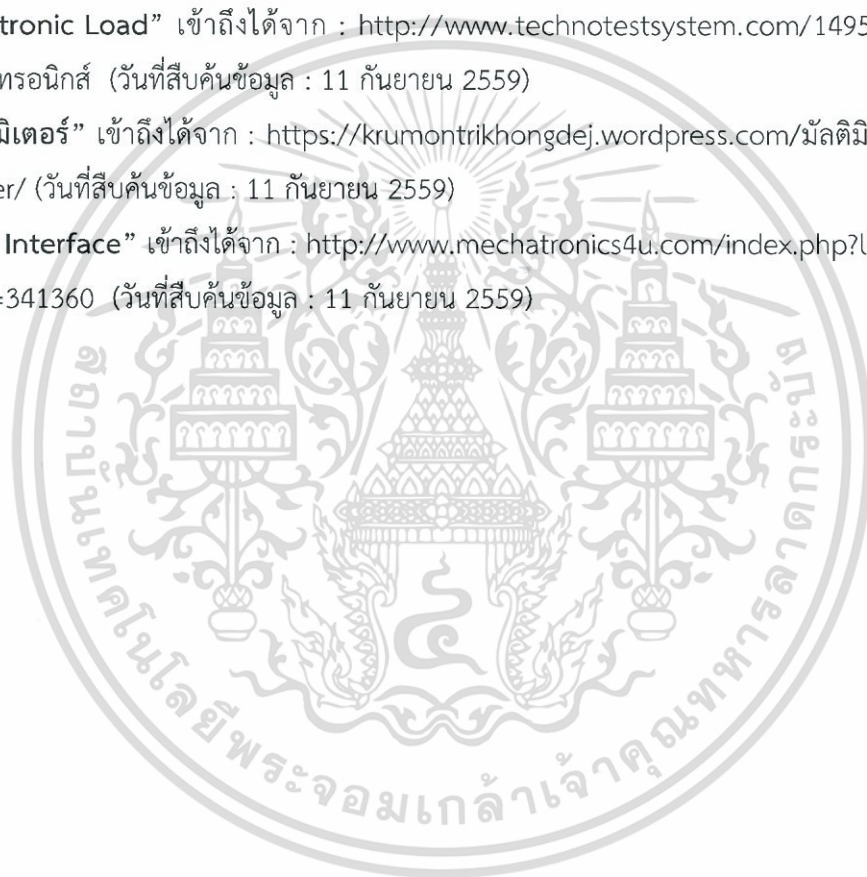 tronic Load” เข้าถึงได้จาก : http://www.technotestsystem.com/1495
ทรอนิกส์ (วันที่สืบค้นข้อมูล : 11 กันยายน 2559)
มิเตอร์” เข้าถึงได้จาก : https://krumontrikhongdej.wordpress.com/มัลติมิ
er/ (วันที่สืบค้นข้อมูล : 11 กันยายน 2559)
Interface” เข้าถึงได้จาก : http://www.mechatronics4u.com/index.php?l
=341360 (วันที่สืบค้นข้อมูล : 11 กันยายน 2559)
สถาบันเทคโนโลยีพระจอมเกล้าเจ้าคุณทหารลาดกระบัง
๔